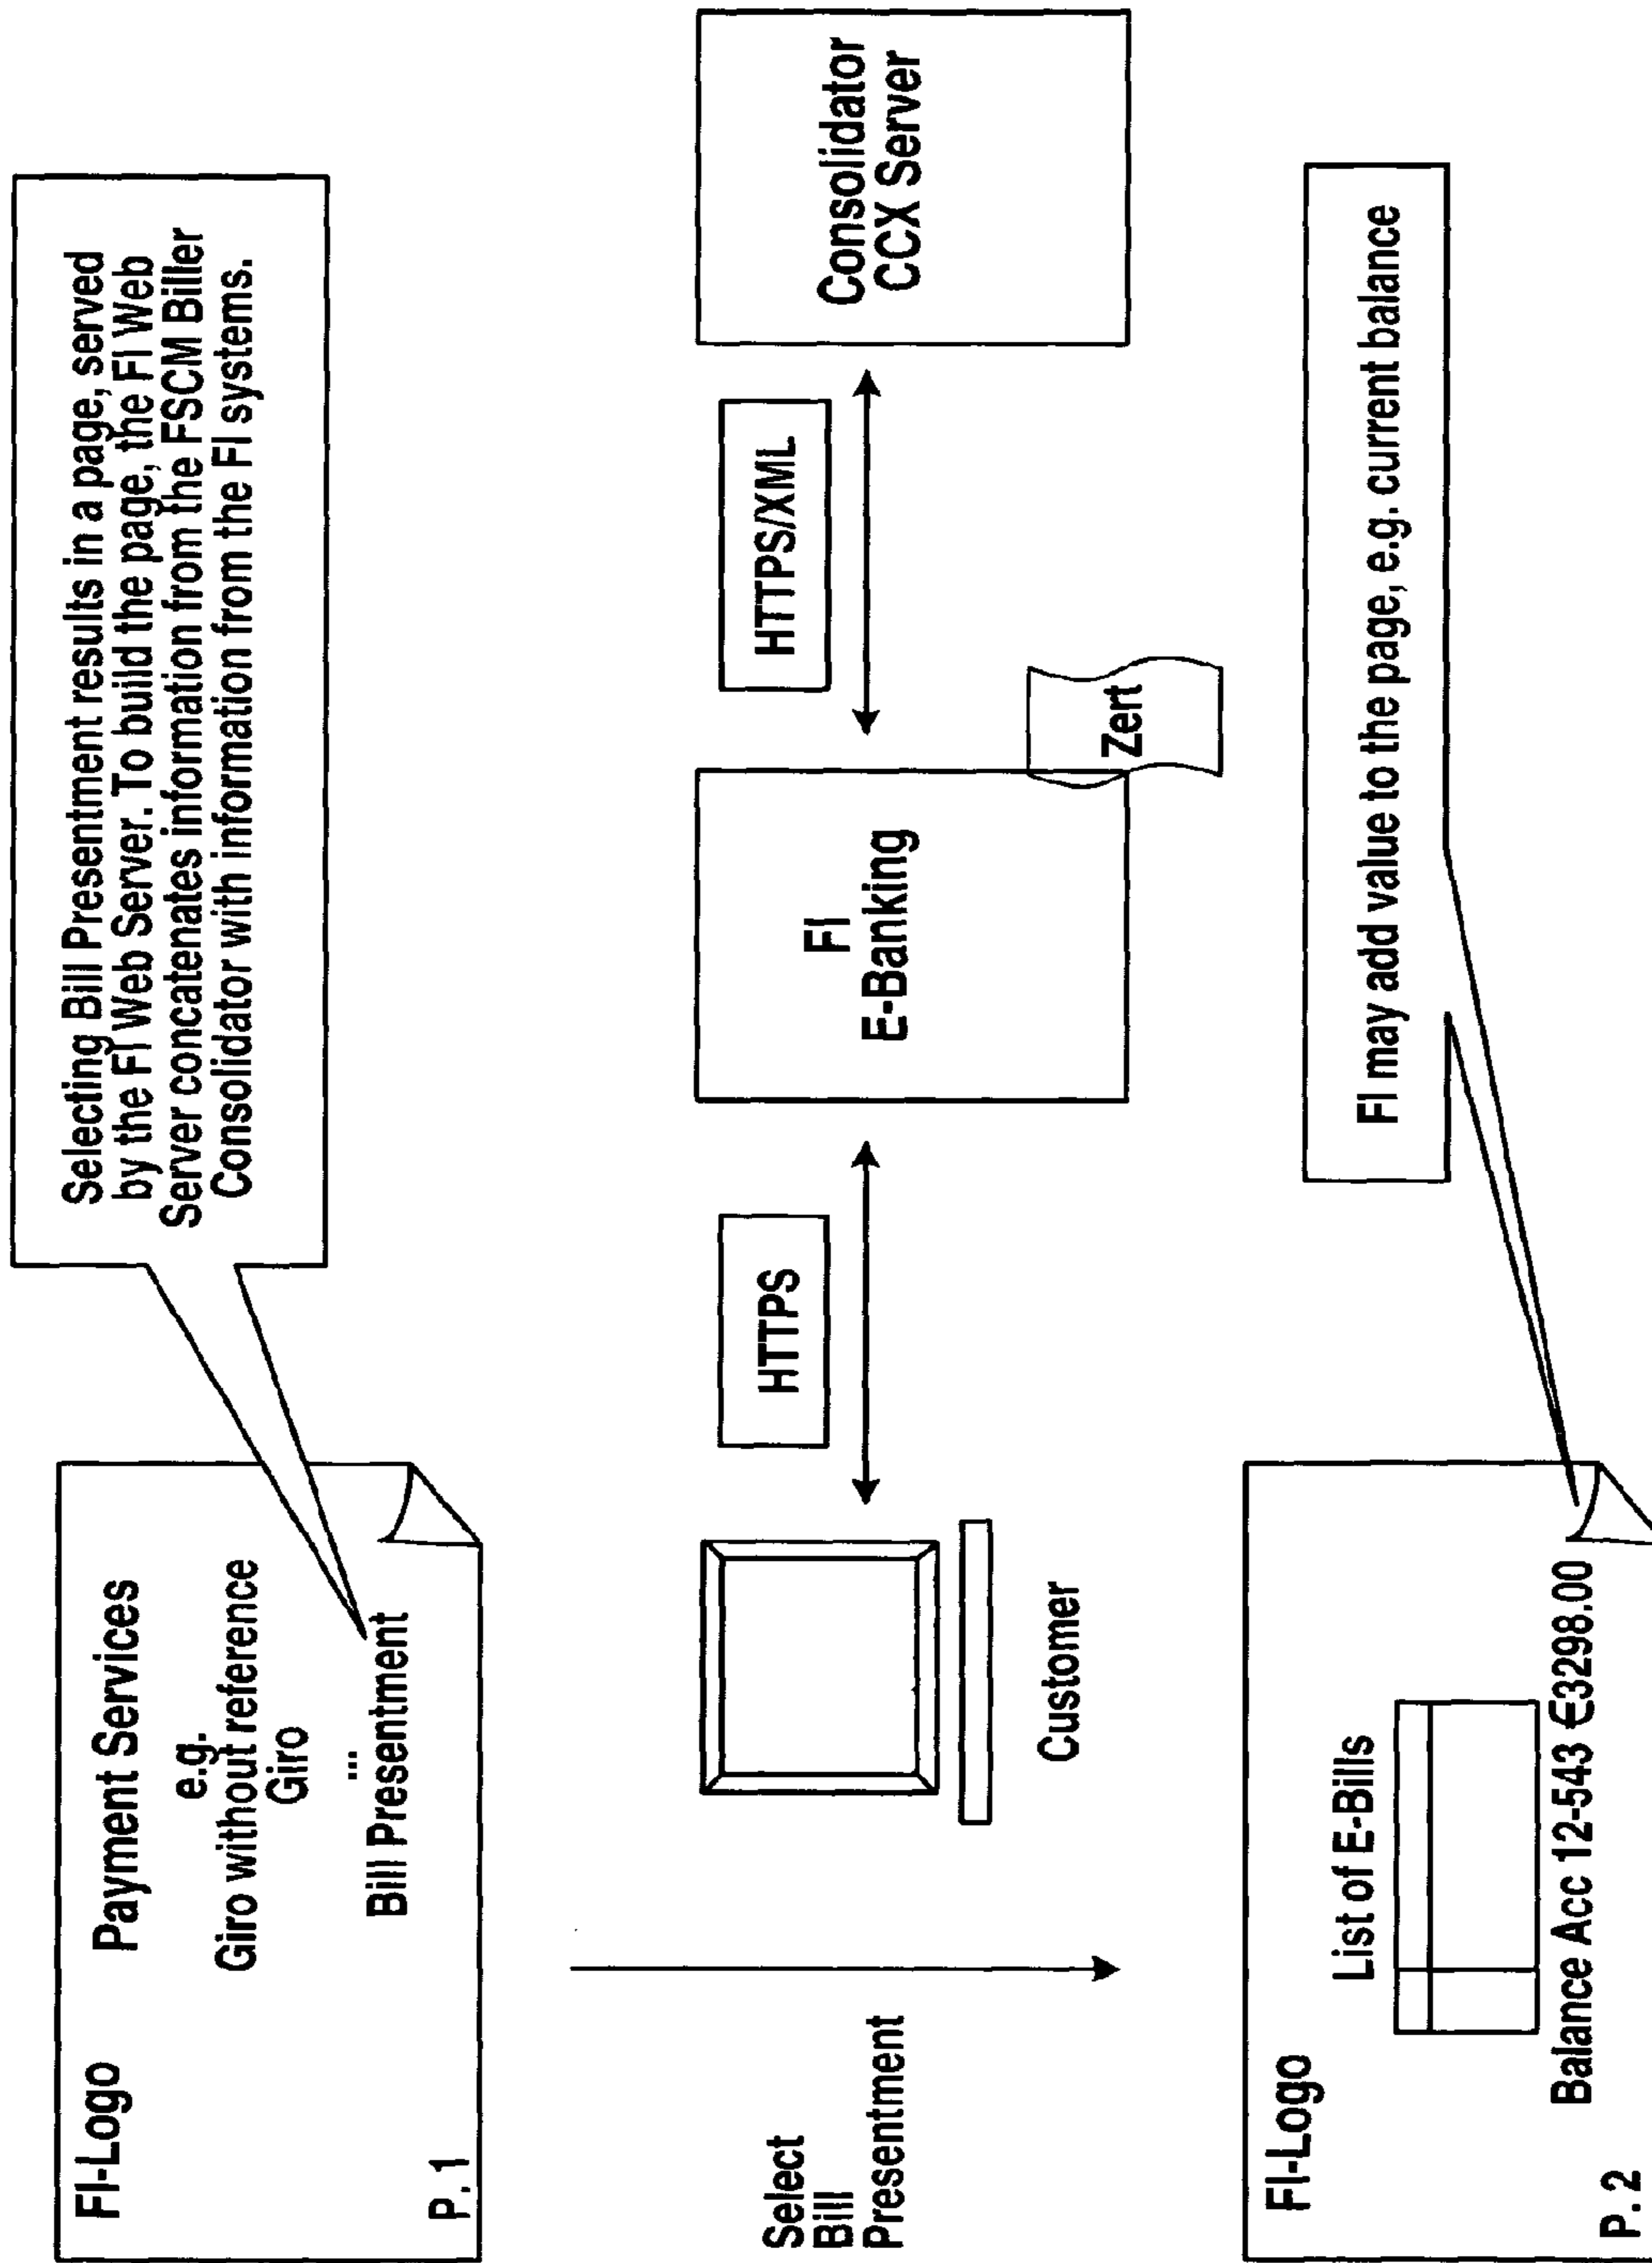 FI-Logo
Payment Services
e.g.
Giro without reference
Giro
...
Bill Presentment
P. 1
Selecting Bill Presentment results in a page, served
by the FI Web Server. To build the page, the FI Web
Server concatenates information from the FSCM Biller
Consolidator with information from the FI systems.
Select
Bill
Presentment
Customer
HTTPS
FI
E-Banking
Zert
HTTPS/XML
Consolidator
CCX Server
FI-Logo
List of E-Bills
Balance Acc 12-543 €3298.00
P. 2
FI may add value to the page, e.g. current balance